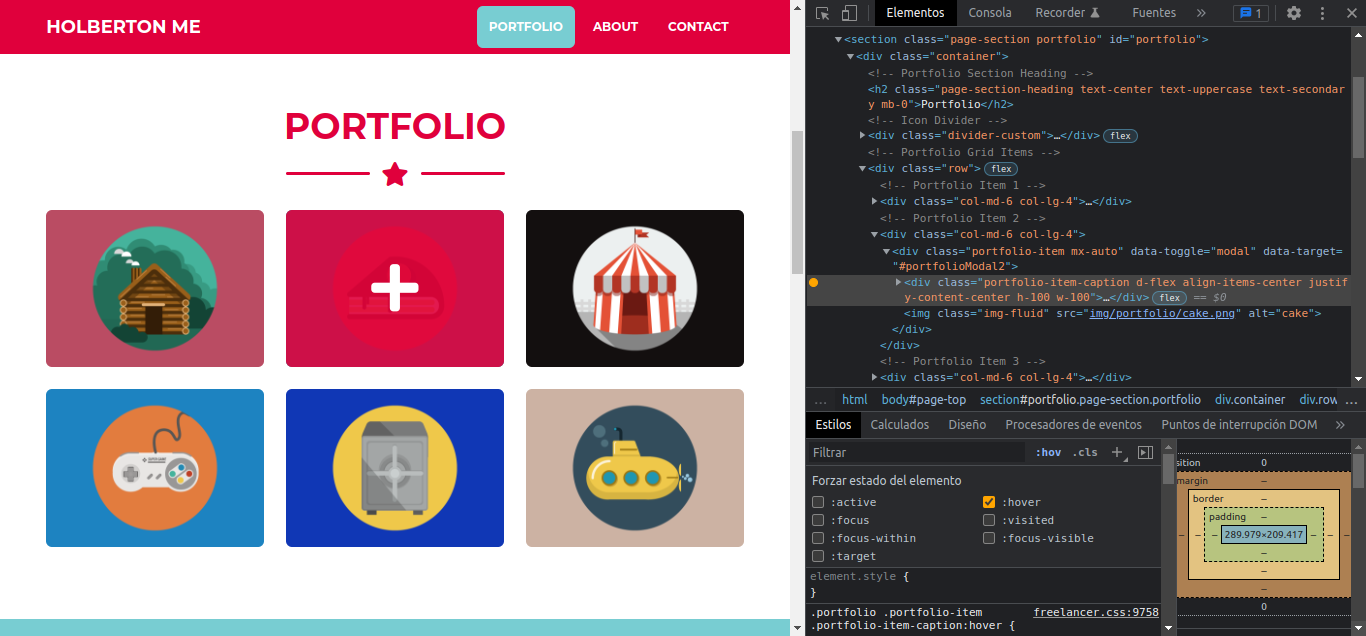 HOLBERTON ME
PORTFOLIO
ABOUT
CONTACT
PORTFOLIO
Elementos
Consola
Recorder
Fuentes
»
1
<section class="page-section portfolio" id="portfolio">
<div class="container">
<!-- Portfolio Section Heading -->
<h2 class="page-section-heading text-center text-uppercase text-secondar
y mb-0">Portfolio</h2>
<!-- Icon Divider -->
<div class="divider-custom">…</div> flex
<!-- Portfolio Grid Items -->
<div class="row"> flex
<!-- Portfolio Item 1 -->
<div class="col-md-6 col-lg-4">…</div>
<!-- Portfolio Item 2 -->
<div class="col-md-6 col-lg-4">
<div class="portfolio-item mx-auto" data-toggle="modal" data-target=
"#portfolioModal2">
<div class="portfolio-item-caption d-flex align-items-center justif
y-content-center h-100 w-100">…</div> flex == $0
<img class="img-fluid" src="img/portfolio/cake.png" alt="cake">
</div>
</div>
<!-- Portfolio Item 3 -->
<div class="col-md-6 col-lg-4">…</div>
… html body#page-top section#portfolio.page-section.portfolio div.container div.row …
Estilos
Calculados
Diseño
Procesadores de eventos
Puntos de interrupción DOM
»
Filtrar
:hov
.cls
Forzar estado del elemento
:active
:hover
:focus
:visited
:focus-within
:focus-visible
:target
element.style {
}
.portfolio .portfolio-item freelancer.css:9758
.portfolio-item-caption:hover {
sition 0
margin –
border –
padding –
– – – 289.979×209.417 – – –
–
–
–
0